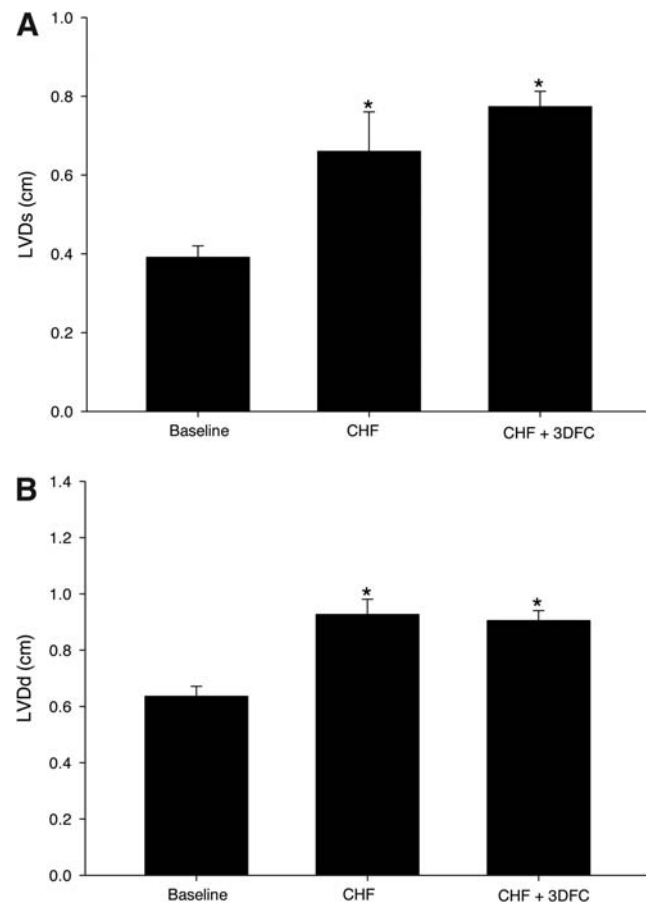 A
1.0
0.8
0.6
0.4
0.2
0.0
LVDs (cm)
*
*
Baseline
CHF
CHF + 3DFC
B
1.4
1.2
1.0
0.8
0.6
0.4
0.2
0.0
LVDd (cm)
*
*
Baseline
CHF
CHF + 3DFC